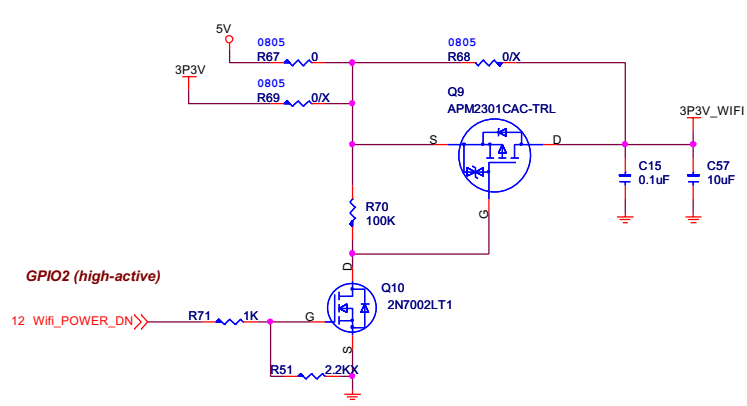 5V
0805
R67 0
0805
R68 0/X
3P3V
0805
R69 0/X
Q9
APM2301CAC-TRL
3P3V_WIFI
S
D
C15
0.1uF
C57
10uF
R70
100K
G
GPIO2 (high-active)
D
Q10
2N7002LT1
12 Wifi_POWER_DN
R71 1K
G
S
R51 2.2KX